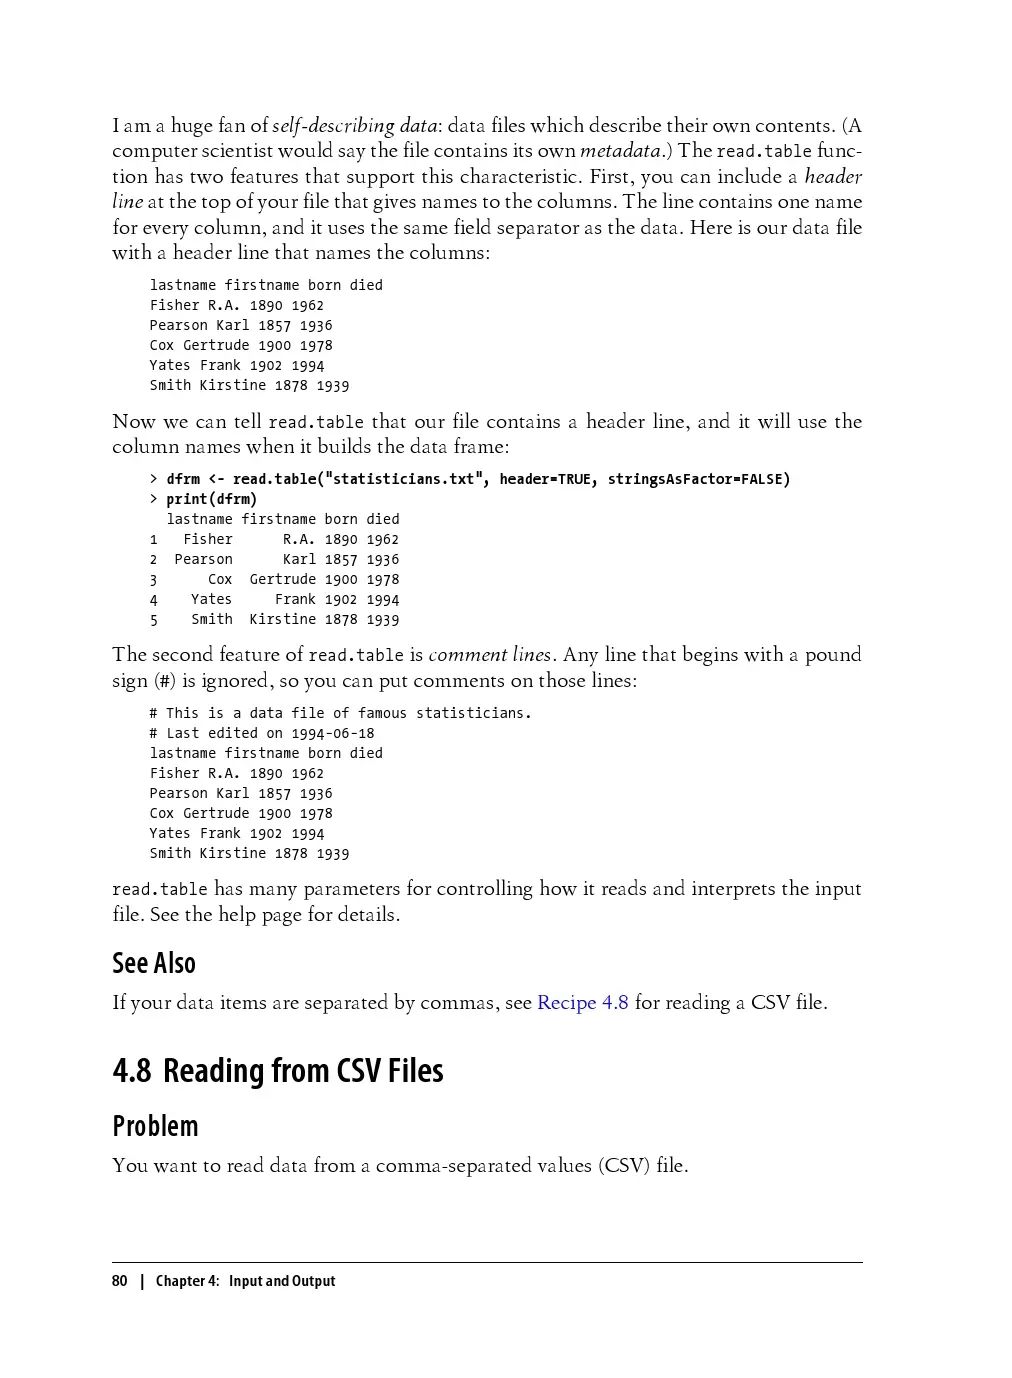 I am a huge fan of self-describing data: data files which describe their own contents. (A
computer scientist would say the file contains its own metadata.) The read.table func-
tion has two features that support this characteristic. First, you can include a header
line at the top of your file that gives names to the columns. The line contains one name
for every column, and it uses the same field separator as the data. Here is our data file
with a header line that names the columns:
lastname firstname born died
Fisher R.A. 1890 1962
Pearson Karl 1857 1936
Cox Gertrude 1900 1978
Yates Frank 1902 1994
Smith Kirstine 1878 1939
Now we can tell read.table that our file contains a header line, and it will use the
column names when it builds the data frame:
> dfrm <- read.table("statisticians.txt", header=TRUE, stringsAsFactor=FALSE)
> print(dfrm)
  lastname firstname born died
1   Fisher      R.A. 1890 1962
2  Pearson      Karl 1857 1936
3      Cox  Gertrude 1900 1978
4    Yates     Frank 1902 1994
5    Smith  Kirstine 1878 1939
The second feature of read.table is comment lines. Any line that begins with a pound
sign (#) is ignored, so you can put comments on those lines:
# This is a data file of famous statisticians.
# Last edited on 1994-06-18
lastname firstname born died
Fisher R.A. 1890 1962
Pearson Karl 1857 1936
Cox Gertrude 1900 1978
Yates Frank 1902 1994
Smith Kirstine 1878 1939
read.table has many parameters for controlling how it reads and interprets the input
file. See the help page for details.
See Also
If your data items are separated by commas, see Recipe 4.8 for reading a CSV file.
4.8 Reading from CSV Files
Problem
You want to read data from a comma-separated values (CSV) file.
80 | Chapter 4: Input and Output